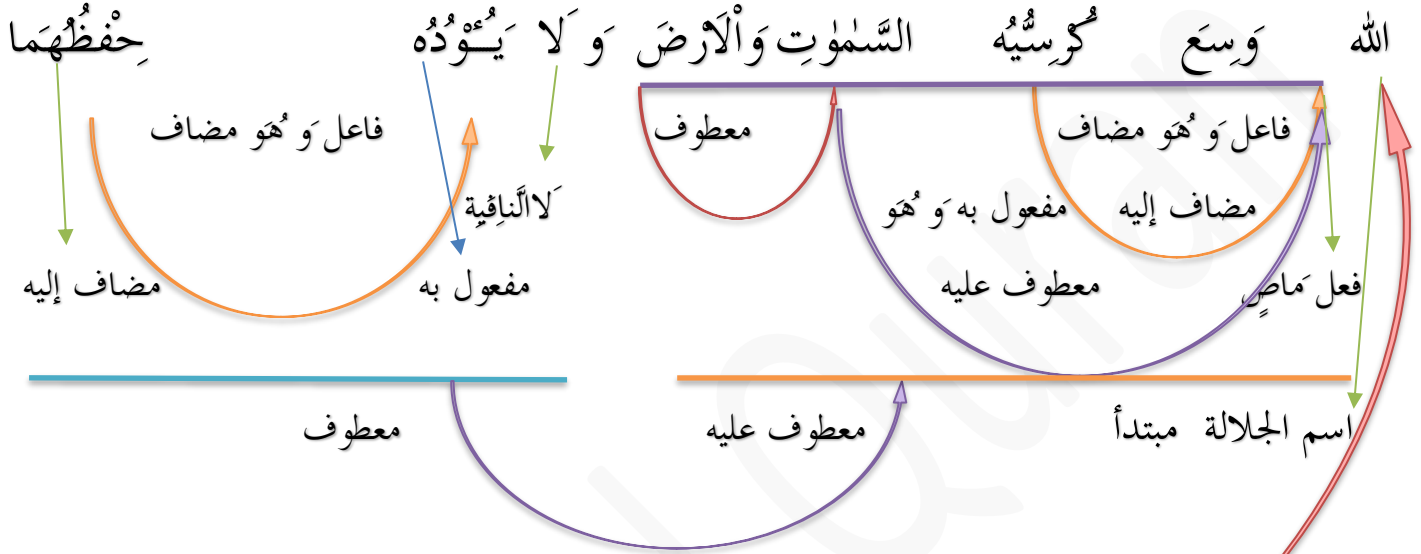 الله وَسِعَ كُرْسِيُّهُ السَّمٰوٰتِ وَالْاَرْضَ وَ لَا يَـُٔوْدُهُ حِفْظُهُمَا
فاعل وَ هُوَ مضاف معطوف فاعل وَ هُوَ مضاف
مضاف إليه مفعول به وَ هُوَ لَاالنَّافِيَة
فعل مَاضٍ معطوف عليه مفعول به مضاف إليه
اسم الجلالة مبتدأ معطوف عليه معطوف